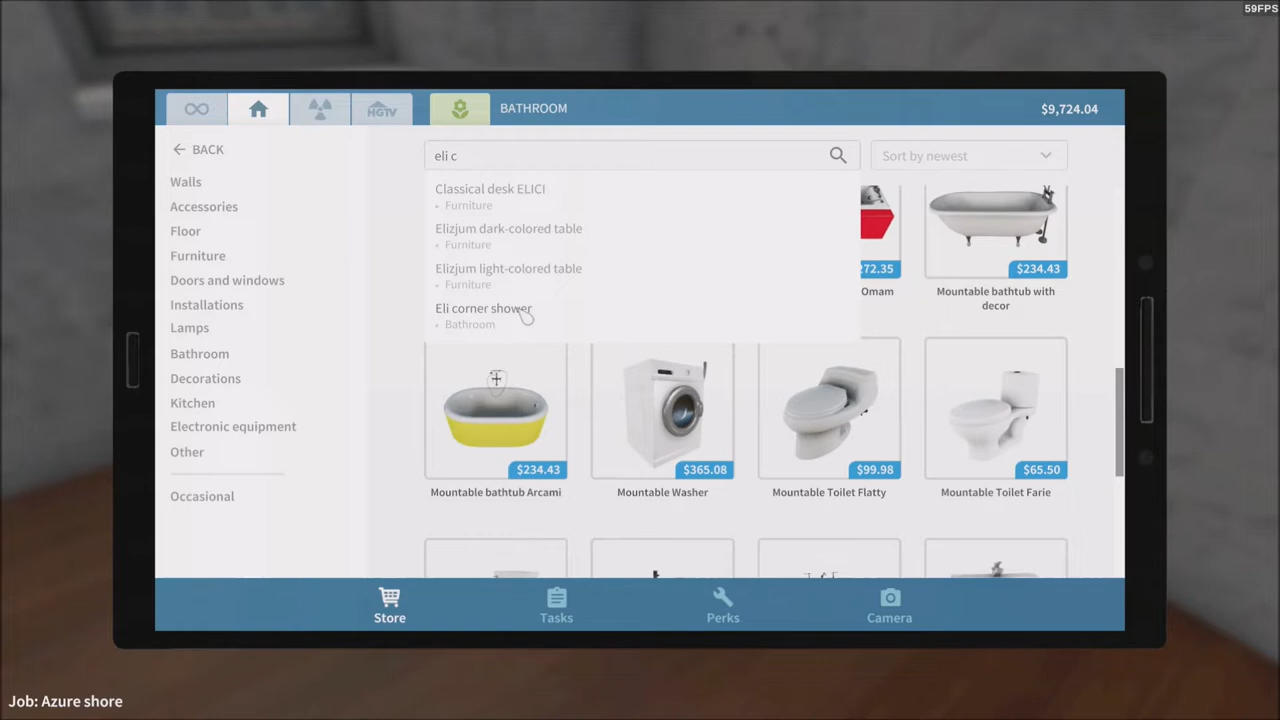 59FPS
HGTV
BATHROOM
$9,724.04
BACK
eli c
Sort by newest
Walls
Accessories
Floor
Furniture
Doors and windows
Installations
Lamps
Bathroom
Decorations
Kitchen
Electronic equipment
Other
Occasional
Classical desk ELICI
• Furniture
Elizjum dark-colored table
• Furniture
Elizjum light-colored table
• Furniture
Eli corner shower
• Bathroom
272.35
$234.43
Omam
Mountable bathtub with
decor
$234.43
$365.08
$99.98
$65.50
Mountable bathtub Arcami
Mountable Washer
Mountable Toilet Flatty
Mountable Toilet Farie
Store
Tasks
Perks
Camera
Job: Azure shore